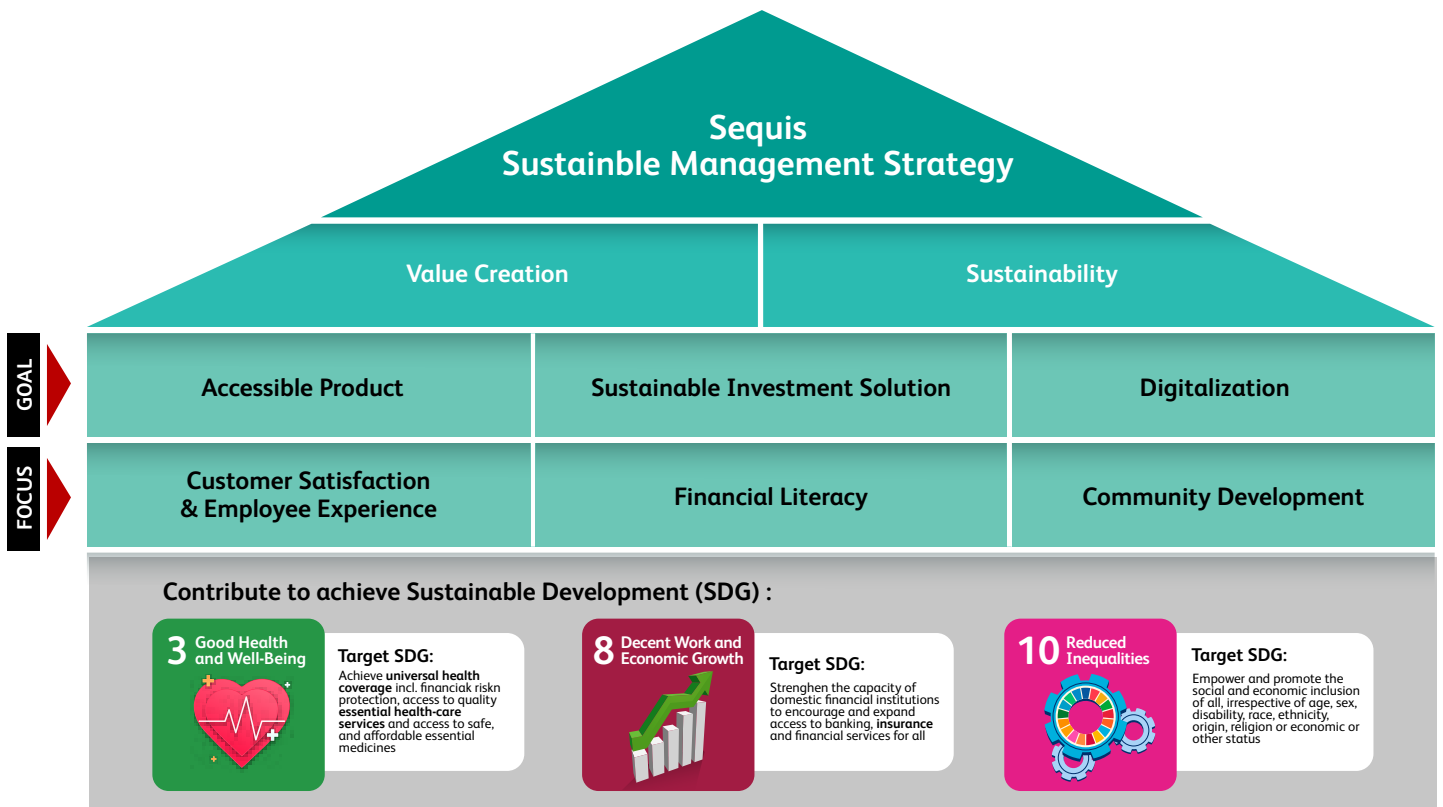 Sequis
Sustainble Management Strategy
Value Creation
Sustainability
GOAL
Accessible Product
Sustainable Investment Solution
Digitalization
FOCUS
Customer Satisfaction
& Employee Experience
Financial Literacy
Community Development
Contribute to achieve Sustainable Development (SDG) :
3 Good Health
and Well-Being
Target SDG:
Achieve universal health
coverage incl. financiak riskn
protection, access to quality
essential health-care
services and access to safe,
and affordable essential
medicines
8 Decent Work and
Economic Growth
Target SDG:
Strenghen the capacity of
domestic financial institutions
to encourage and expand
access to banking, insurance
and financial services for all
10 Reduced
Inequalities
Target SDG:
Empower and promote the
social and economic inclusion
of all, irrespective of age, sex,
disability, race, ethnicity,
origin, religion or economic or
other status